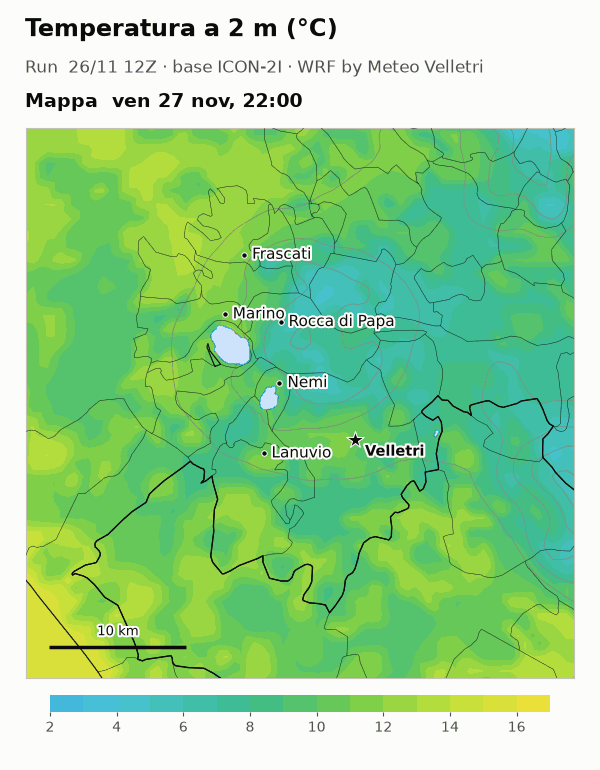 Temperatura a 2 m (°C)
Run 26/11 12Z · base ICON-2I · WRF by Meteo Velletri
Mappa ven 27 nov, 22:00
Frascati
Marino
Rocca di Papa
Nemi
Velletri
Lanuvio
10 km
2 4 6 8 10 12 14 16